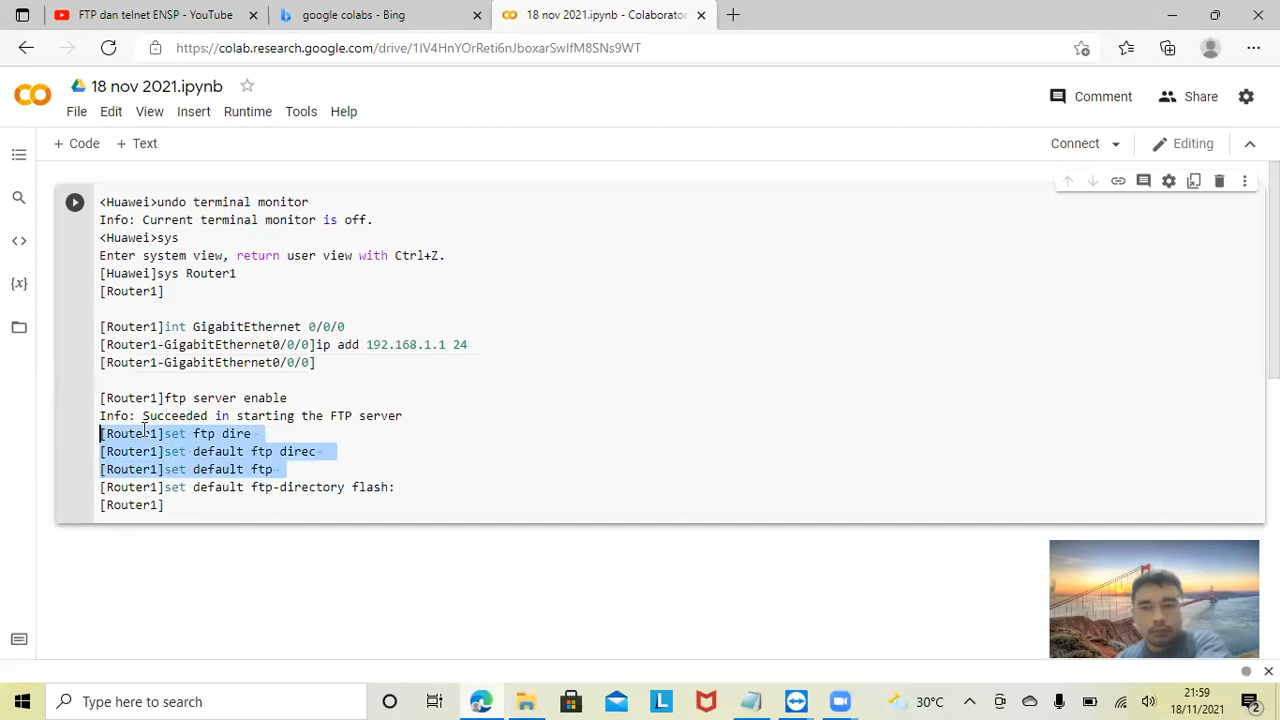 FTP dan telnet ENSP - YouTube
google colabs - Bing
18 nov 2021.ipynb - Colaborator
https://colab.research.google.com/drive/1IV4HnYOrReti6nJboxarSwIfM8SNs9WT
18 nov 2021.ipynb
File Edit View Insert Runtime Tools Help
Comment
Share
+ Code + Text
Connect
Editing
<Huawei>undo terminal monitor
Info: Current terminal monitor is off.
<Huawei>sys
Enter system view, return user view with Ctrl+Z.
[Huawei]sys Router1
[Router1]
[Router1]int GigabitEthernet 0/0/0
[Router1-GigabitEthernet0/0/0]ip add 192.168.1.1 24
[Router1-GigabitEthernet0/0/0]
[Router1]ftp server enable
Info: Succeeded in starting the FTP server
[Router1]set ftp dire
[Router1]set default ftp direc
[Router1]set default ftp
[Router1]set default ftp-directory flash:
[Router1]
Type here to search
30°C
21:59
18/11/2021
2